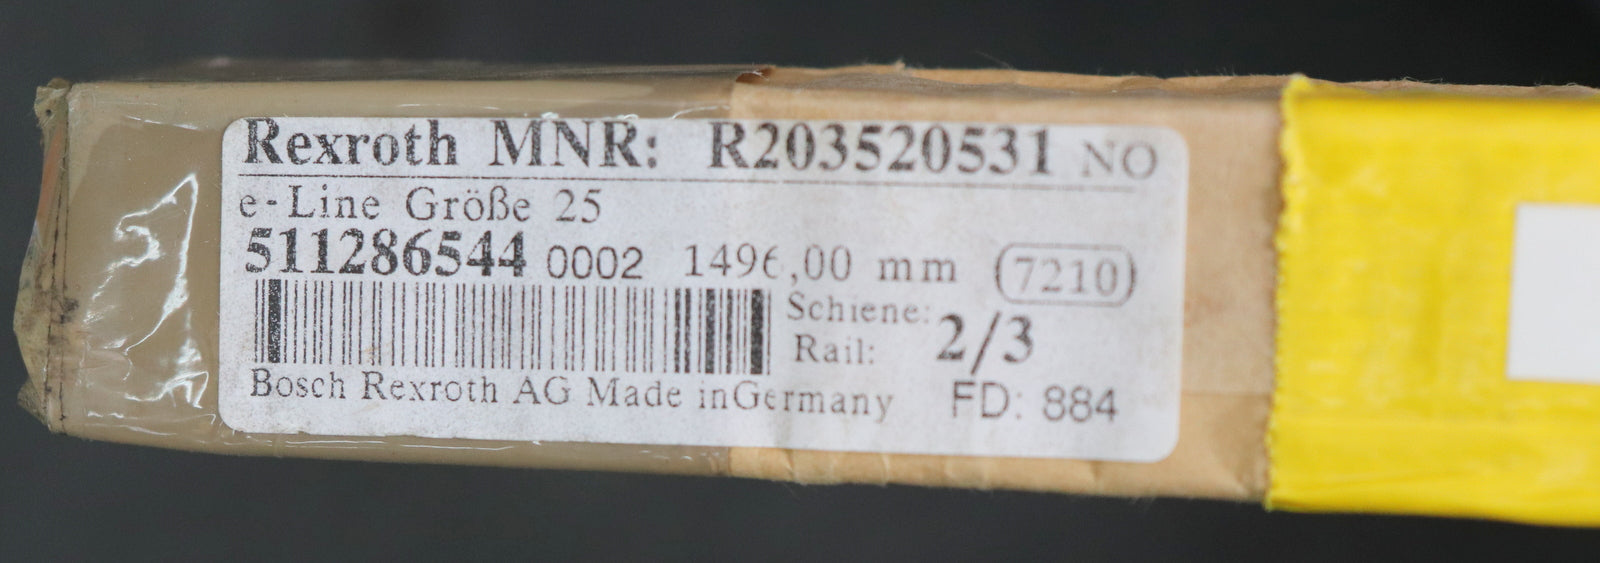 Rexroth MNR: R203520531 NO
e-Line Größe 25
511286544 0002 1496,00 mm 7210
Schiene:
Rail: 2/3
Bosch Rexroth AG Made inGermany FD: 884